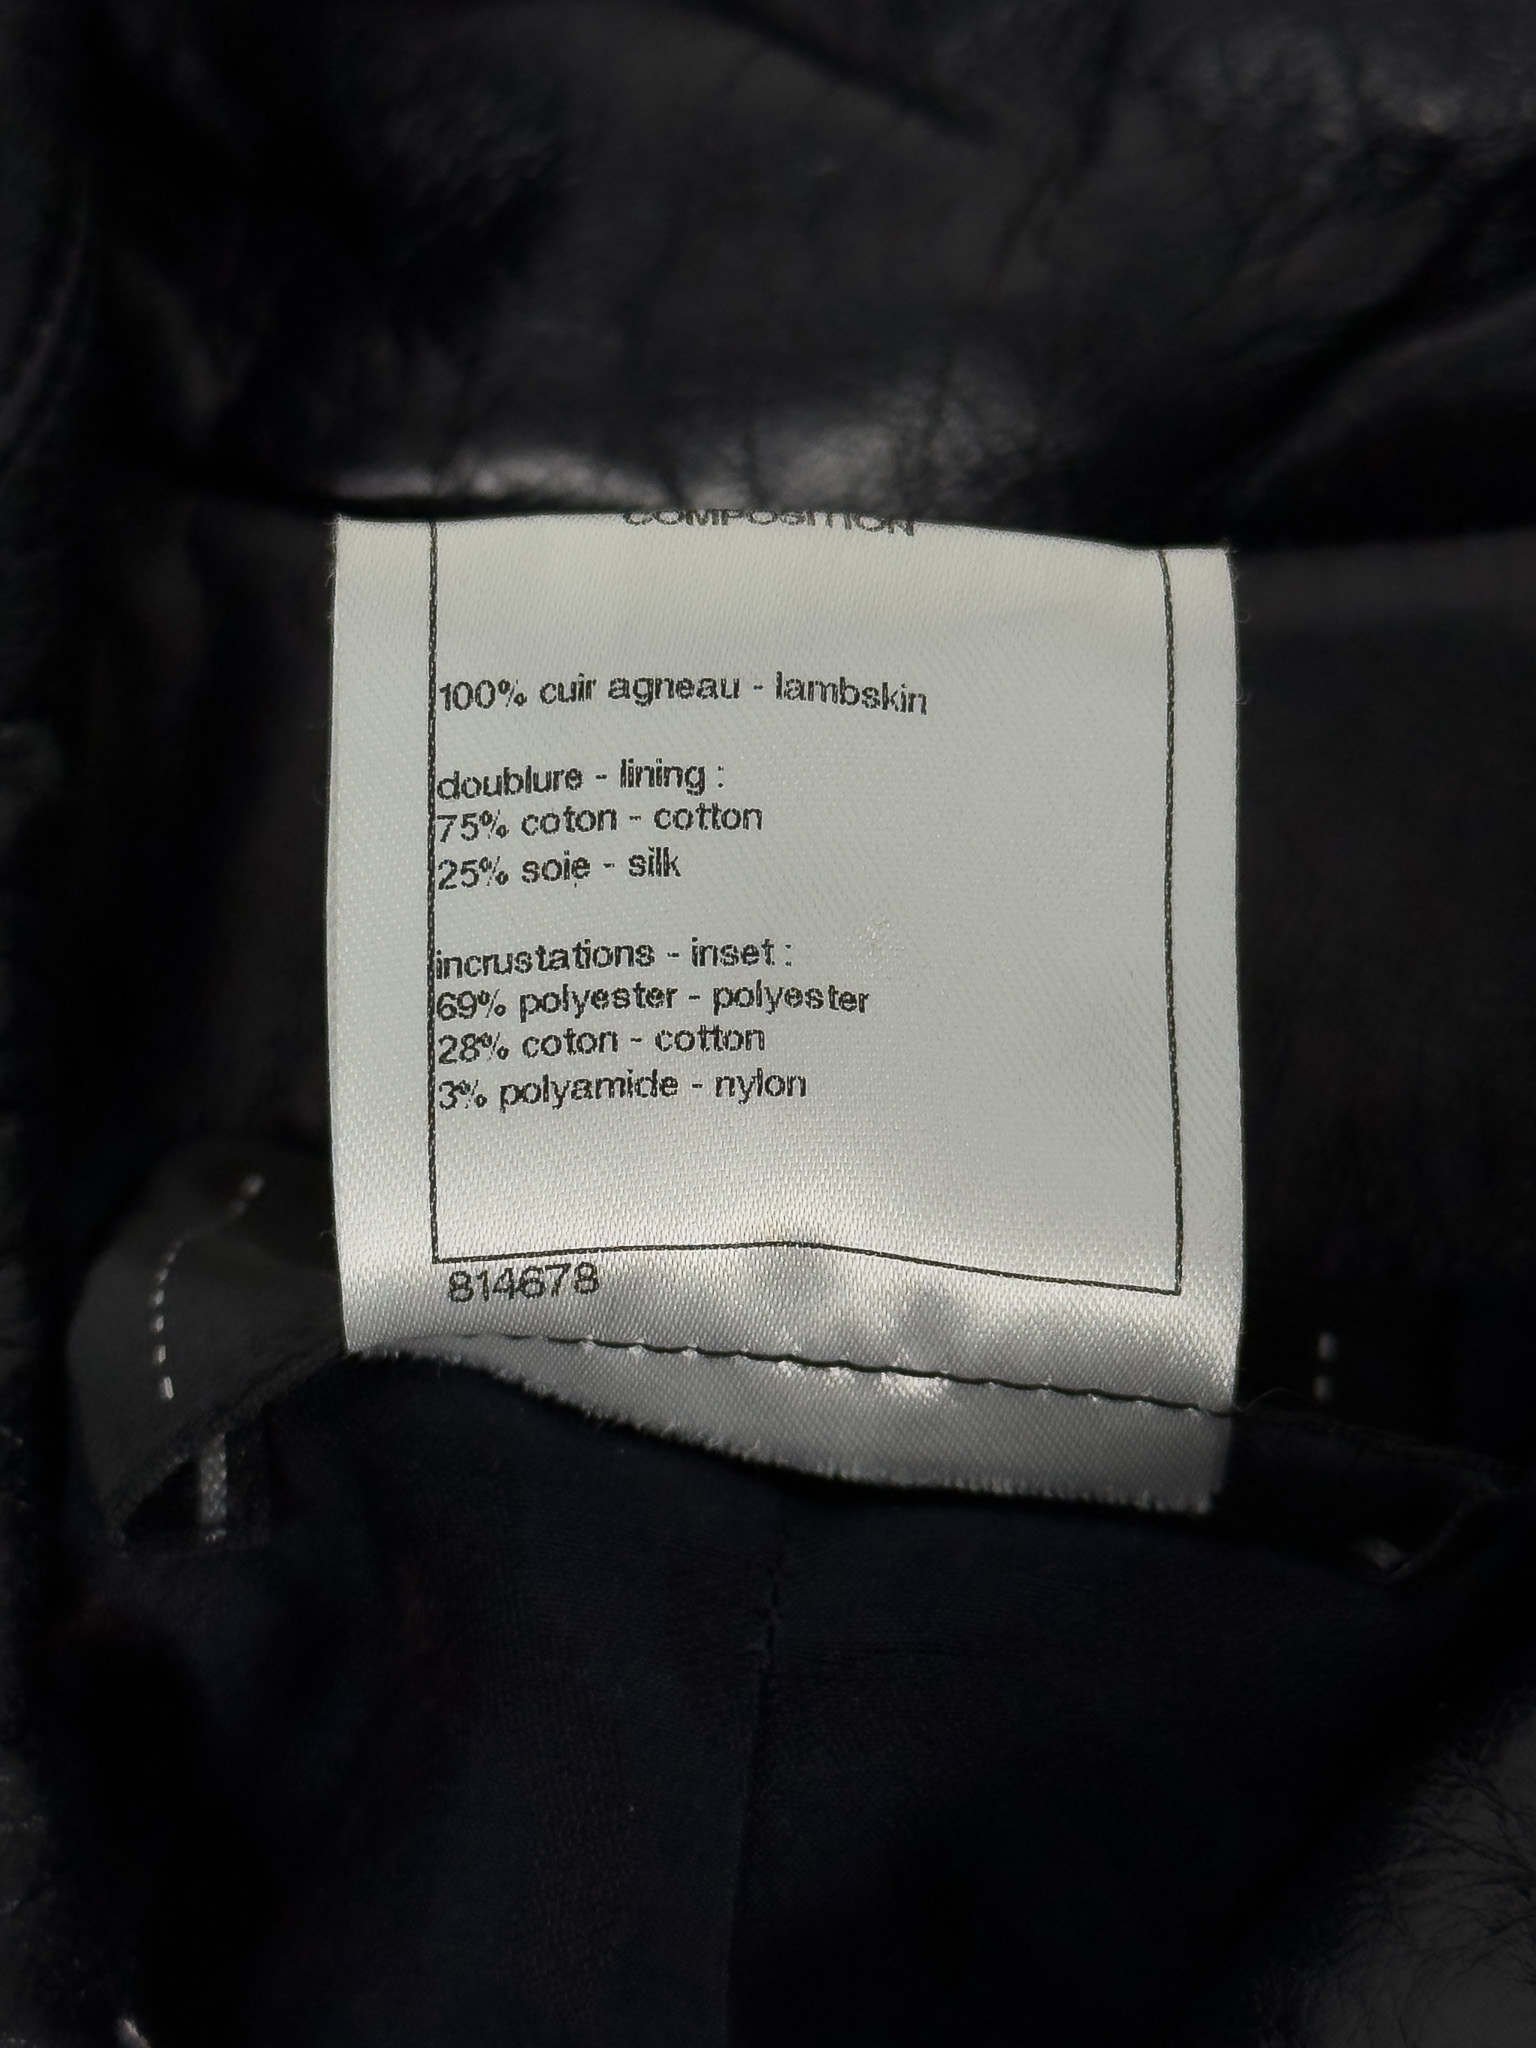 COMPOSITION
100% cuir agneau - lambskin
doublure - lining :
75% coton - cotton
25% soie - silk
incrustations - inset :
69% polyester - polyester
28% coton - cotton
3% polyamide - nylon
814678